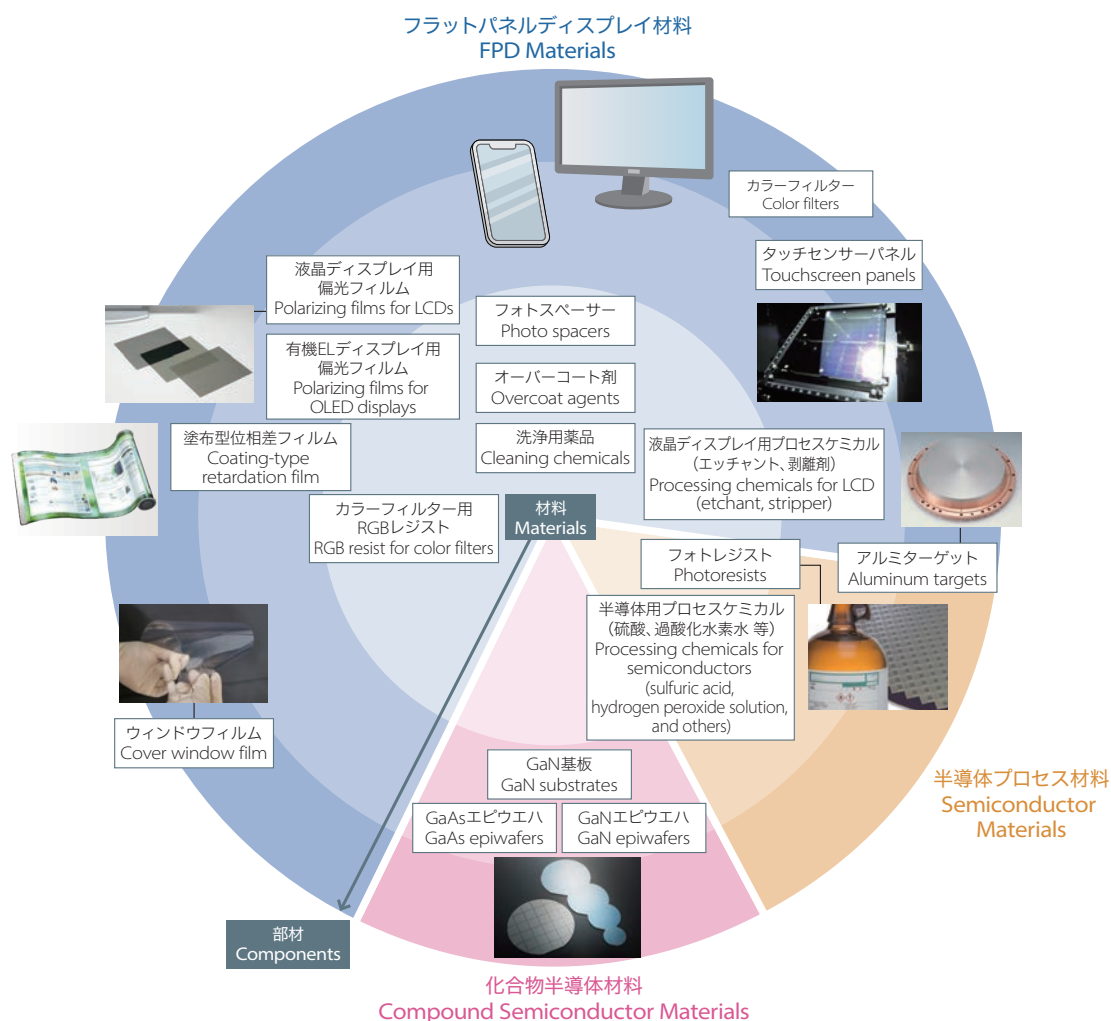 フラットパネルディスプレイ材料
FPD Materials
カラーフィルター
Color filters
タッチセンサーパネル
Touchscreen panels
液晶ディスプレイ用
偏光フィルム
Polarizing films for LCDs
フォトスペーサー
Photo spacers
有機ELディスプレイ用
偏光フィルム
Polarizing films for
OLED displays
オーバーコート剤
Overcoat agents
塗布型位相差フィルム
Coating-type
retardation film
洗浄用薬品
Cleaning chemicals
液晶ディスプレイ用プロセスケミカル
（エッチャント、剥離剤）
Processing chemicals for LCD
(etchant, stripper)
カラーフィルター用
RGBレジスト
RGB resist for color filters
材料
Materials
フォトレジスト
Photoresists
アルミターゲット
Aluminum targets
半導体用プロセスケミカル
（硫酸、過酸化水素水 等）
Processing chemicals for
semiconductors
(sulfuric acid,
hydrogen peroxide solution,
and others)
ウィンドウフィルム
Cover window film
GaN基板
GaN substrates
半導体プロセス材料
Semiconductor
Materials
GaAsエピウエハ
GaAs epiwafers
GaNエピウエハ
GaN epiwafers
部材
Components
化合物半導体材料
Compound Semiconductor Materials